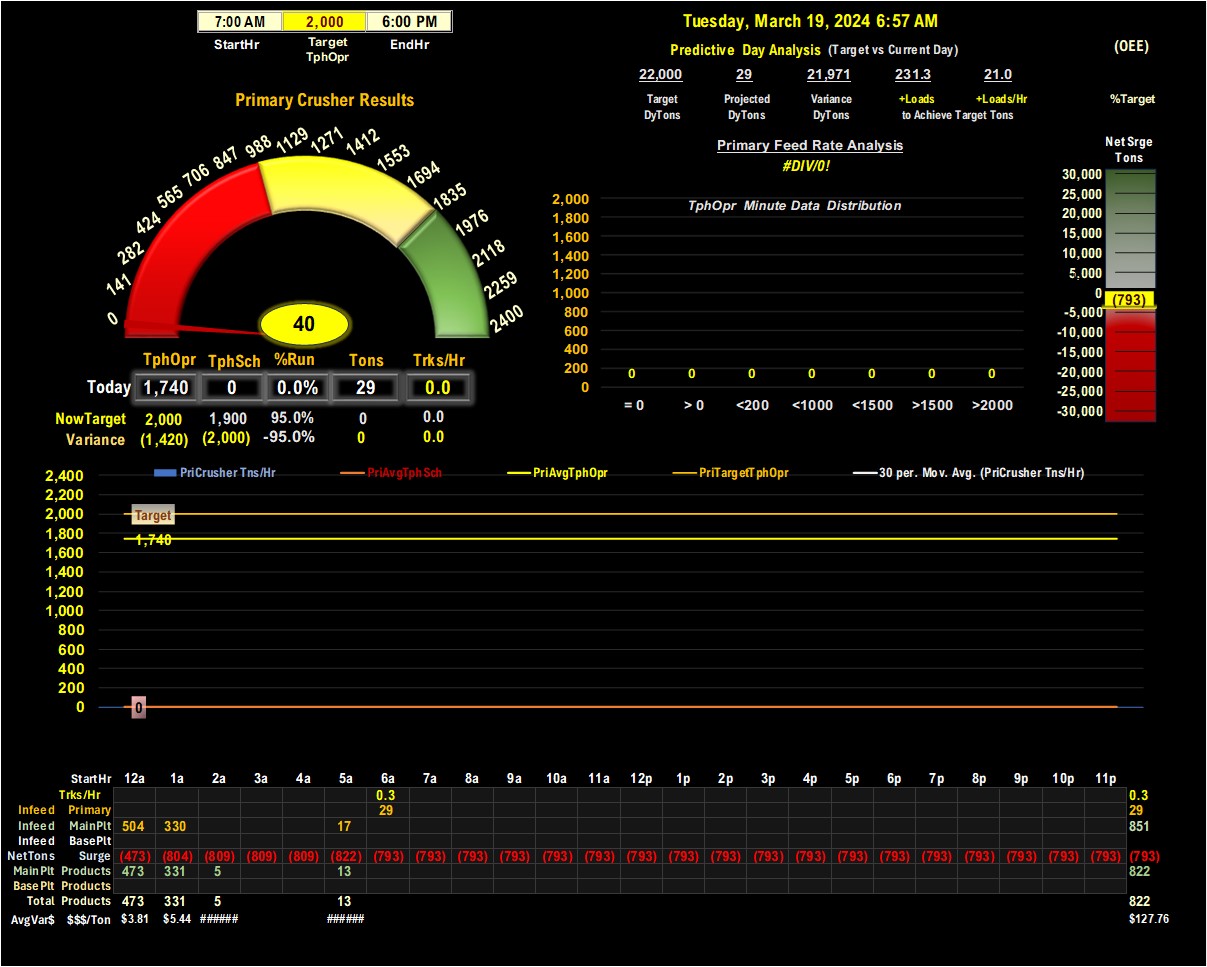 7:00 AM 2,000 6:00 PM
StartHr Target TphOpr EndHr
Tuesday, March 19, 2024 6:57 AM
Predictive Day Analysis (Target vs Current Day)
22,000 29 21,971 231.3 21.0
Target Projected Variance +Loads +Loads/Hr
DyTons DyTons DyTons to Achieve Target Tons
(OEE)
%Target
Primary Crusher Results
0 141 282 424 565 706 847 988 1129 1271 1412 1553 1694 1835 1976 2118 2259 2400
40
TphOpr TphSch %Run Tons Trks/Hr
Today 1,740 0 0.0% 29 0.0
NowTarget 2,000 1,900 95.0% 0 0.0
Variance (1,420) (2,000) -95.0% 0 0.0
Primary Feed Rate Analysis
#DIV/0!
TphOpr Minute Data Distribution
2,000
1,800
1,600
1,400
1,200
1,000
800
600
400
200
0
0 0 0 0 0 0 0
= 0 > 0 <200 <1000 <1500 >1500 >2000
Net Srge
Tons
30,000
25,000
20,000
15,000
10,000
5,000
0
(793)
-5,000
-10,000
-15,000
-20,000
-25,000
-30,000
PriCrusher Tns/Hr PriAvgTphSch PriAvgTphOpr PriTargetTphOpr 30 per. Mov. Avg. (PriCrusher Tns/Hr)
2,400
2,200
2,000
1,800
1,600
1,400
1,200
1,000
800
600
400
200
0
Target
1,740
0
StartHr 12a 1a 2a 3a 4a 5a 6a 7a 8a 9a 10a 11a 12p 1p 2p 3p 4p 5p 6p 7p 8p 9p 10p 11p
Trks/Hr 0.3 0.3
Infeed Primary 29 29
Infeed MainPlt 504 330 17 851
Infeed BasePlt
NetTons Surge (473) (804) (809) (809) (809) (822) (793) (793) (793) (793) (793) (793) (793) (793) (793) (793) (793) (793) (793) (793) (793) (793) (793) (793) (793)
MainPlt Products 473 331 5 13 822
BasePlt Products
Total Products 473 331 5 13 822
AvgVar$ $$$/Ton $3.81 $5.44 ###### ###### $127.76